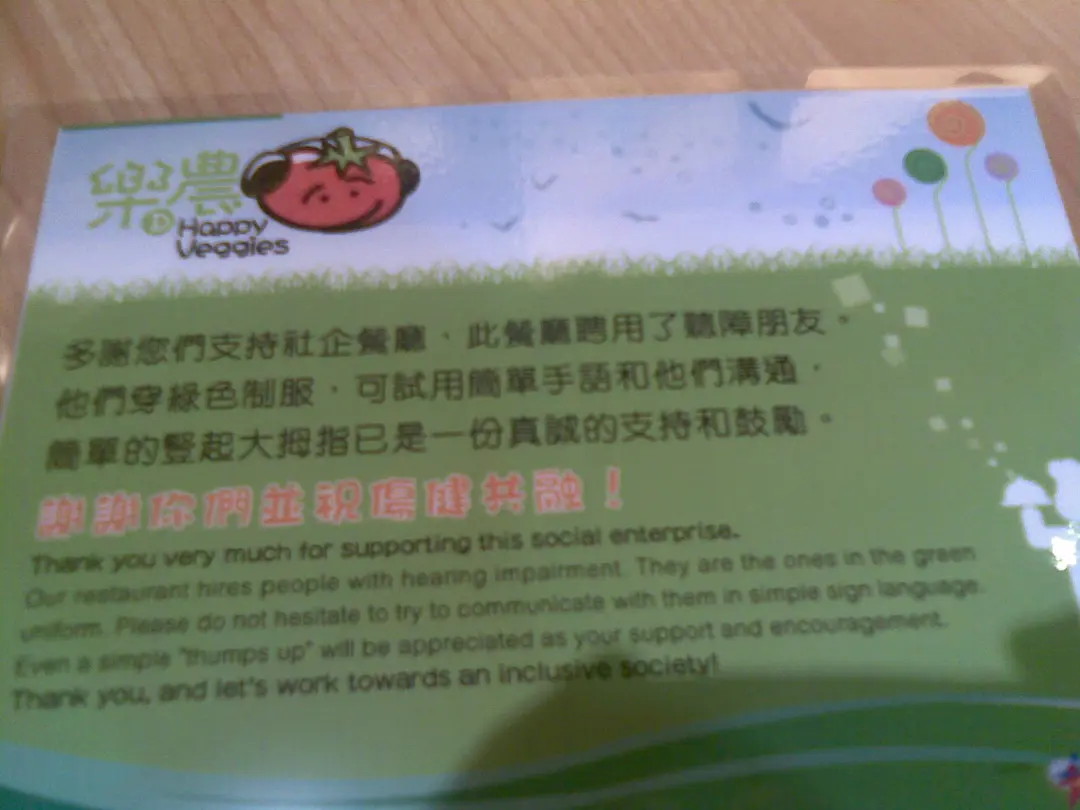 樂農
Happy
Veggies
多謝您們支持社企餐廳，此餐廳聘用了聽障朋友。
他們穿綠色制服，可試用簡單手語和他們溝通，
簡單的豎起大拇指已是一份真誠的支持和鼓勵。
謝謝你們並祝傷健共融！
Thank you very much for supporting this social enterprise.
Our restaurant hires people with hearing impairment. They are the ones in the green
uniform. Please do not hesitate to try to communicate with them in simple sign language.
Even a simple "thumps up" will be appreciated as your support and encouragement.
Thank you, and let's work towards an inclusive society!